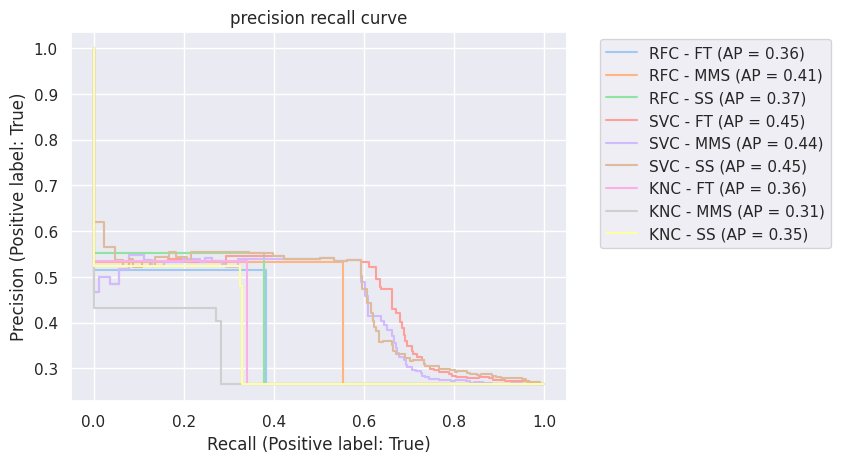 precision recall curve
1.0
0.9
0.8
0.7
0.6
0.5
0.4
0.3
Precision (Positive label: True)
0.0 0.2 0.4 0.6 0.8 1.0
Recall (Positive label: True)
RFC - FT (AP = 0.36)
RFC - MMS (AP = 0.41)
RFC - SS (AP = 0.37)
SVC - FT (AP = 0.45)
SVC - MMS (AP = 0.44)
SVC - SS (AP = 0.45)
KNC - FT (AP = 0.36)
KNC - MMS (AP = 0.31)
KNC - SS (AP = 0.35)